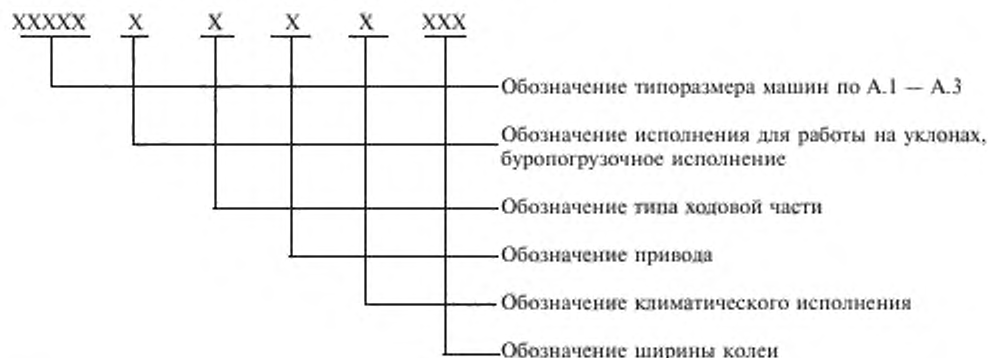 XXXXX X X X X XXX
Обозначение типоразмера машин по А.1 — А.3
Обозначение исполнения для работы на уклонах,
буропогрузочное исполнение
Обозначение типа ходовой части
Обозначение привода
Обозначение климатического исполнения
Обозначение ширины колеи